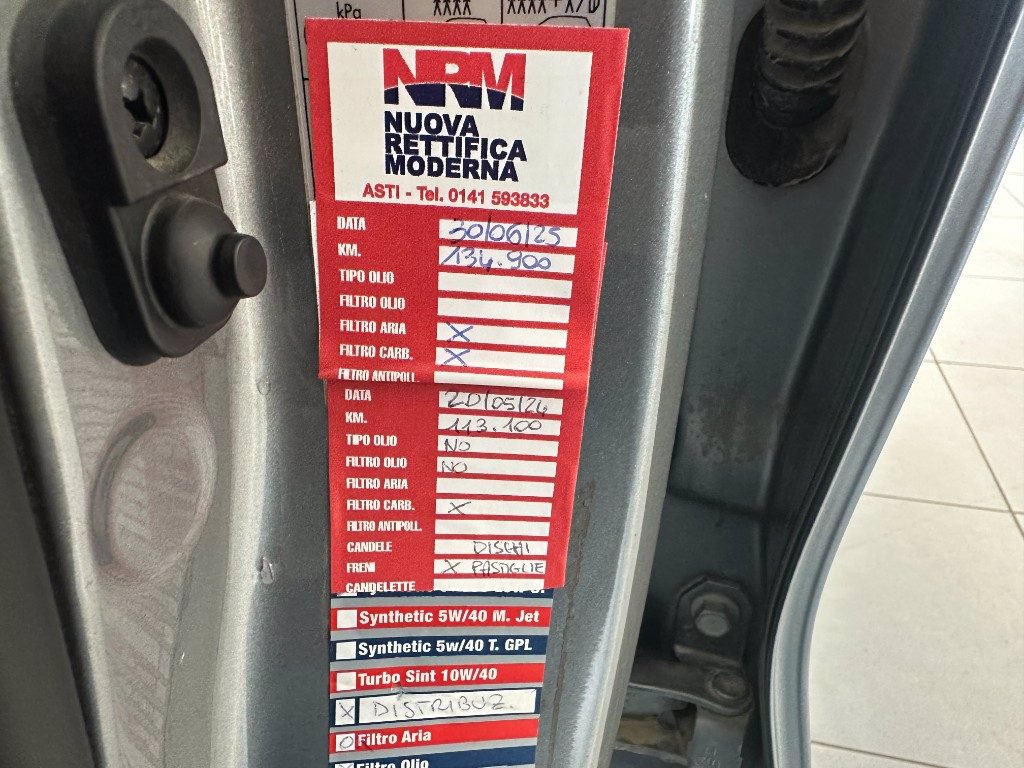 kPa
NRM
NUOVA
RETTIFICA
MODERNA
ASTI - Tel. 0141 593833
DATA 30/06/25
KM. 134.900
TIPO OLIO
FILTRO OLIO
FILTRO ARIA X
FILTRO CARB. X
FILTRO ANTIPOLL.
DATA 20/05/24
KM. 113.100
TIPO OLIO NO
FILTRO OLIO NO
FILTRO ARIA
FILTRO CARB. X
FILTRO ANTIPOLL.
CANDELE DISCHI
FRENI X PASTIGLIE
CANDELETTE
Synthetic 5W/40 M. Jet
Synthetic 5w/40 T. GPL
Turbo Sint 10W/40
X DISTRIBUZ.
Filtro Aria
Filtro Olio